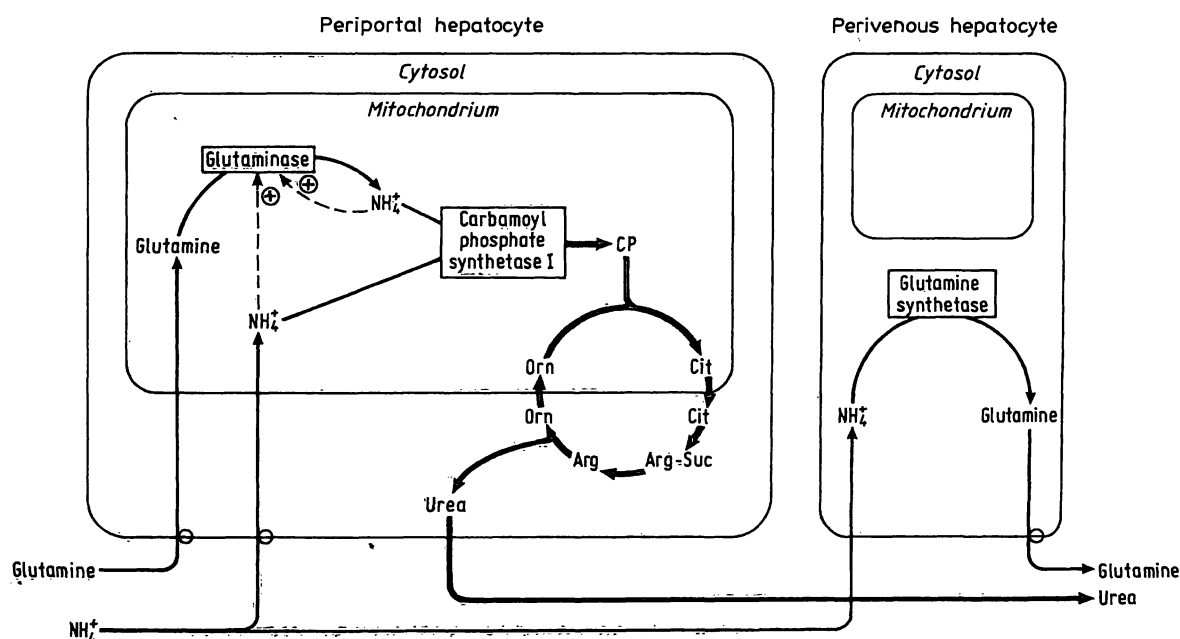 Periportal hepatocyte
Perivenous hepatocyte
Cytosol
Mitochondrium
Glutaminase
⊕
⊕
NH₄⁺
Glutamine
NH₄⁺
Carbamoyl
phosphate
synthetase I
CP
Orn
Cit
Orn
Cit
Arg
Arg-Suc
Urea
Cytosol
Mitochondrium
Glutamine
synthetase
NH₄⁺
Glutamine
Glutamine
NH₄⁺
Glutamine
Urea